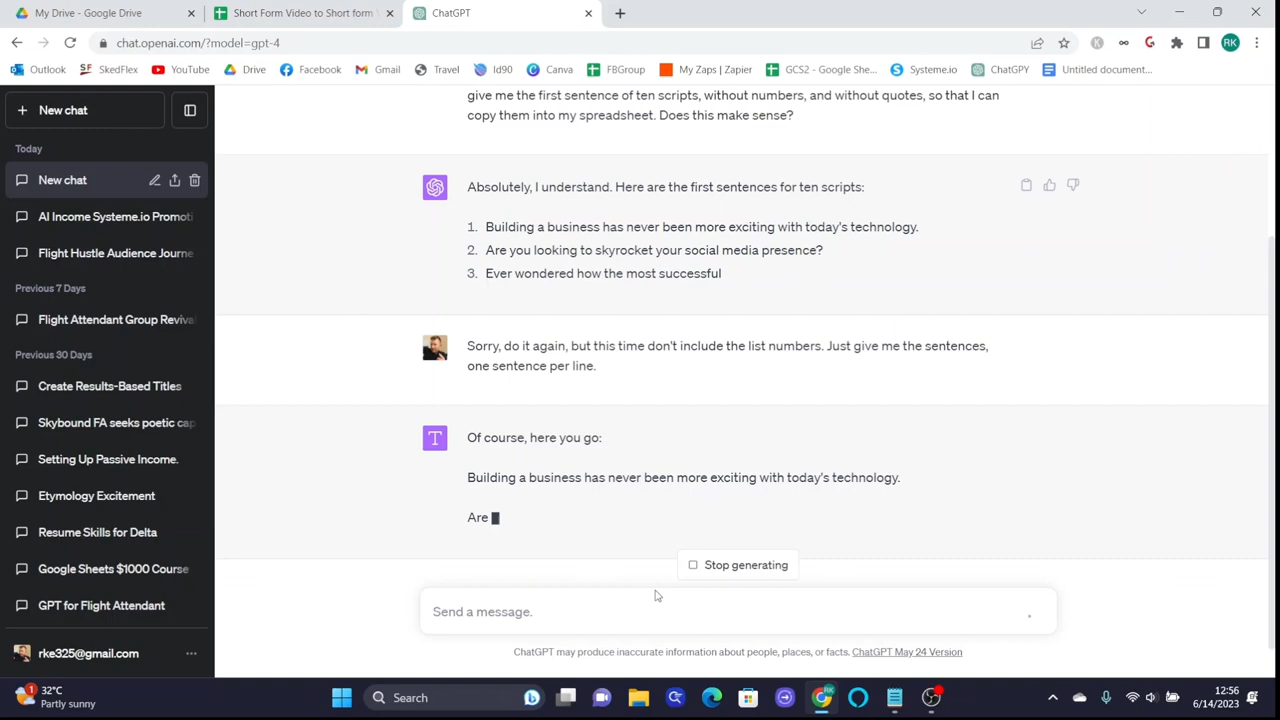 My Drive - Google Drive
Short Form Video to Short form
ChatGPT
chat.openai.com/?model=gpt-4
RK
Outlook
SkedFlex
YouTube
Drive
Facebook
Gmail
Travel
Id90
Canva
FBGroup
My Zaps | Zapier
GCS2 - Google She...
Systeme.io
ChatGPY
Untitled document...
New chat
Today
New chat
AI Income Systeme.io Promoti
Flight Hustle Audience Journe
Previous 7 Days
Flight Attendant Group Reviva
Previous 30 Days
Create Results-Based Titles
Skybound FA seeks poetic cap
Setting Up Passive Income.
Etymology Excitement
Resume Skills for Delta
Google Sheets $1000 Course
GPT for Flight Attendant
rke325@gmail.com
give me the first sentence of ten scripts, without numbers, and without quotes, so that I can
copy them into my spreadsheet. Does this make sense?
Absolutely, I understand. Here are the first sentences for ten scripts:
1. Building a business has never been more exciting with today's technology.
2. Are you looking to skyrocket your social media presence?
3. Ever wondered how the most successful
Sorry, do it again, but this time don't include the list numbers. Just give me the sentences,
one sentence per line.
T
Of course, here you go:
Building a business has never been more exciting with today's technology.
Are
Stop generating
Send a message.
ChatGPT may produce inaccurate information about people, places, or facts. ChatGPT May 24 Version
1
32°C
Partly sunny
Search
RK
12:56
6/14/2023